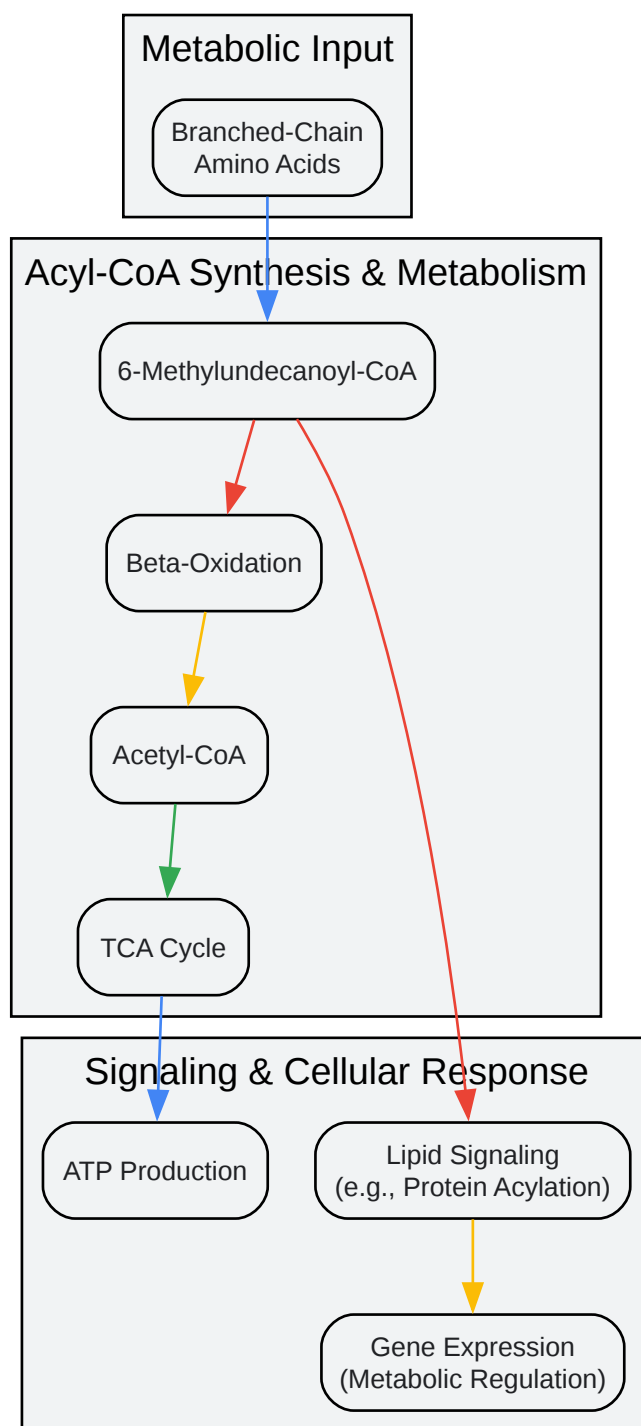 Metabolic Input
Branched-Chain
Amino Acids
Acyl-CoA Synthesis & Metabolism
6-Methylundecanoyl-CoA
Beta-Oxidation
Acetyl-CoA
TCA Cycle
Signaling & Cellular Response
ATP Production
Lipid Signaling
(e.g., Protein Acylation)
Gene Expression
(Metabolic Regulation)